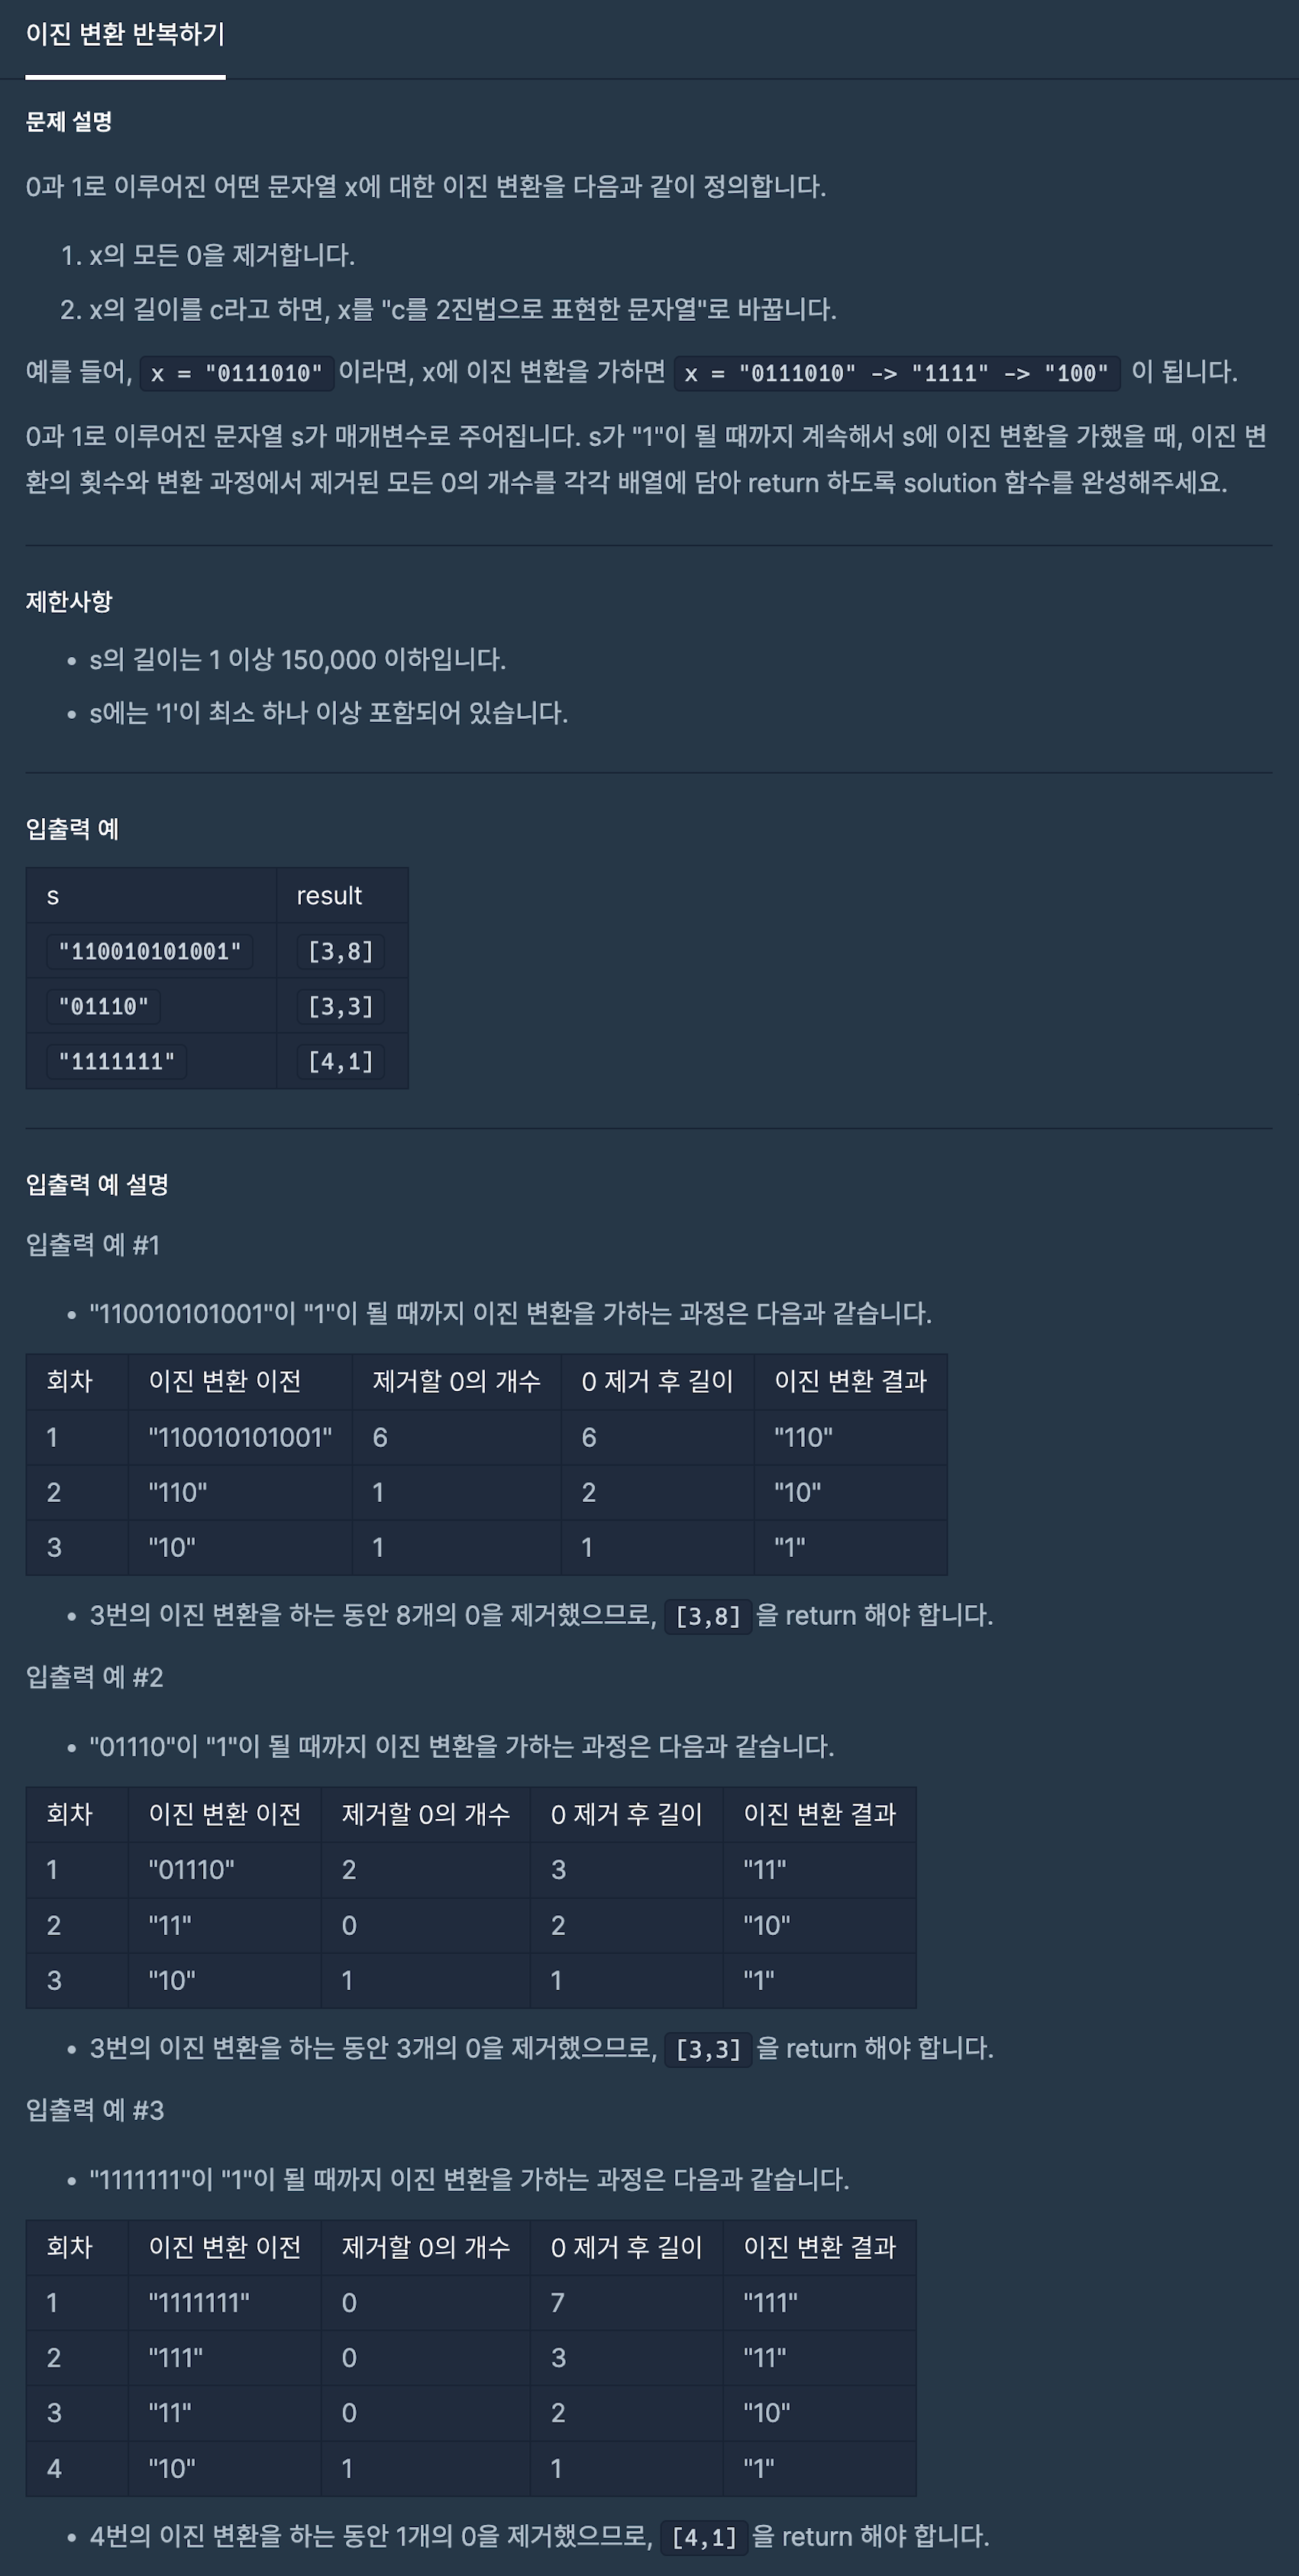 이진 변환 반복하기
문제 설명
0과 1로 이루어진 어떤 문자열 x에 대한 이진 변환을 다음과 같이 정의합니다.
1. x의 모든 0을 제거합니다.
2. x의 길이를 c라고 하면, x를 "c를 2진법으로 표현한 문자열"로 바꿉니다.
예를 들어, x = "0111010" 이라면, x에 이진 변환을 가하면 x = "0111010" -> "1111" -> "100" 이 됩니다.
0과 1로 이루어진 문자열 s가 매개변수로 주어집니다. s가 "1"이 될 때까지 계속해서 s에 이진 변환을 가했을 때, 이진 변
환의 횟수와 변환 과정에서 제거된 모든 0의 개수를 각각 배열에 담아 return 하도록 solution 함수를 완성해주세요.
제한사항
• s의 길이는 1 이상 150,000 이하입니다.
• s에는 '1'이 최소 하나 이상 포함되어 있습니다.
입출력 예
s result
"110010101001" [3,8]
"01110" [3,3]
"1111111" [4,1]
입출력 예 설명
입출력 예 #1
• "110010101001"이 "1"이 될 때까지 이진 변환을 가하는 과정은 다음과 같습니다.
회차 이진 변환 이전 제거할 0의 개수 0 제거 후 길이 이진 변환 결과
1 "110010101001" 6 6 "110"
2 "110" 1 2 "10"
3 "10" 1 1 "1"
• 3번의 이진 변환을 하는 동안 8개의 0을 제거했으므로, [3,8] 을 return 해야 합니다.
입출력 예 #2
• "01110"이 "1"이 될 때까지 이진 변환을 가하는 과정은 다음과 같습니다.
회차 이진 변환 이전 제거할 0의 개수 0 제거 후 길이 이진 변환 결과
1 "01110" 2 3 "11"
2 "11" 0 2 "10"
3 "10" 1 1 "1"
• 3번의 이진 변환을 하는 동안 3개의 0을 제거했으므로, [3,3] 을 return 해야 합니다.
입출력 예 #3
• "1111111"이 "1"이 될 때까지 이진 변환을 가하는 과정은 다음과 같습니다.
회차 이진 변환 이전 제거할 0의 개수 0 제거 후 길이 이진 변환 결과
1 "1111111" 0 7 "111"
2 "111" 0 3 "11"
3 "11" 0 2 "10"
4 "10" 1 1 "1"
• 4번의 이진 변환을 하는 동안 1개의 0을 제거했으므로, [4,1] 을 return 해야 합니다.